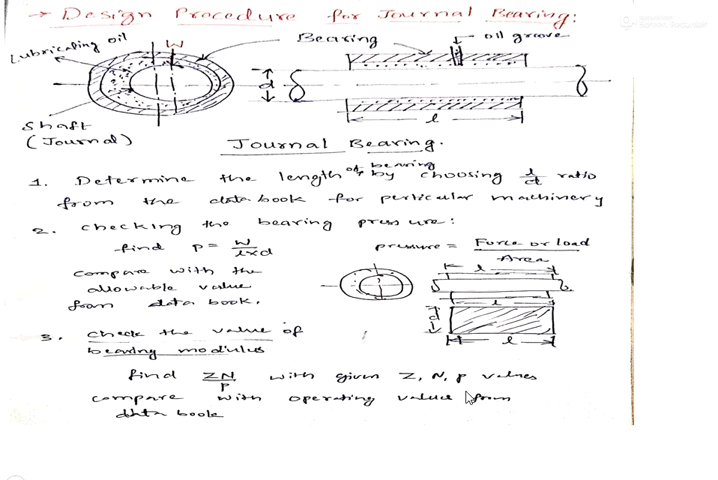 → Design Procedure for Journal Bearing:
Lubricating oil
W
Bearing
oil groove
d
l
Shaft
(Journal)
Journal Bearing.
1. Determine the length of bearing by choosing l/d ratio
from the data book for perticular machinery
2. checking the bearing pressure:
find p = W / l×d
pressure = Force or load / Area
compare with the
allowable value
from data book.
l
l
d
l
3. check the value of
bearing modulus
find ZN/p with given Z, N, p values
compare with operating value from
data book